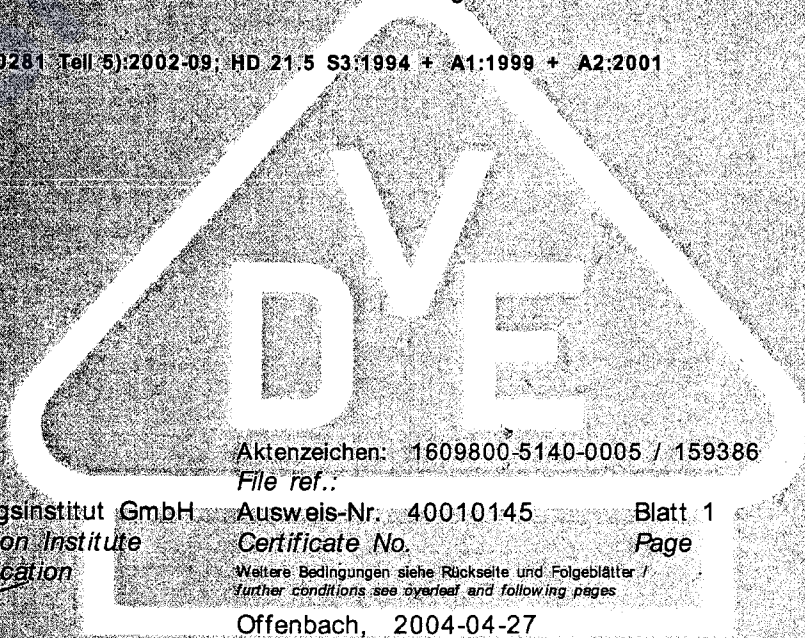 0281 Teil 5):2002-09; HD 21.5 S3:1994 + A1:1999 + A2:2001
V
D E
Aktenzeichen: 1609800-5140-0005 / 159386
File ref.:
gsinstitut GmbH Ausweis-Nr. 40010145 Blatt 1
on Institute Certificate No. Page
cation Weitere Bedingungen siehe Rückseite und Folgeblätter /
further conditions see overleaf and following pages
Offenbach, 2004-04-27